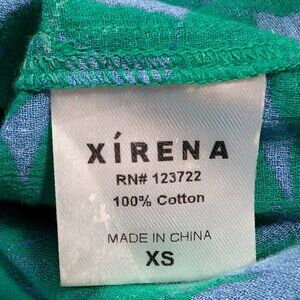 XíRENA
RN# 123722
100% Cotton
MADE IN CHINA
XS